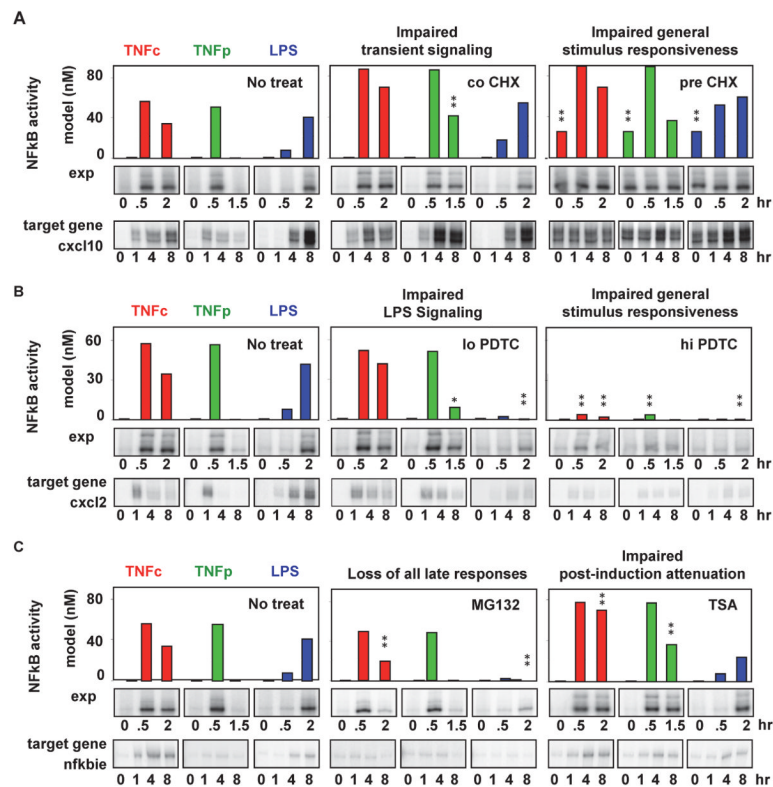 A
TNFc TNFp LPS
Impaired
transient signaling
Impaired general
stimulus responsiveness
NFkB activity
model (nM)
80
40
0
No treat
co CHX
**
pre CHX
** ** **
exp
0 .5 2 0 .5 1.5 0 .5 2 0 .5 2 0 .5 1.5 0 .5 2 0 .5 2 0 .5 1.5 0 .5 2 hr
target gene
cxcl10
0 1 4 8 0 1 4 8 0 1 4 8 0 1 4 8 0 1 4 8 0 1 4 8 0 1 4 8 0 1 4 8 0 1 4 8 hr
B
TNFc TNFp LPS
Impaired
LPS Signaling
Impaired general
stimulus responsiveness
NFkB activity
model (nM)
60
30
0
No treat
lo PDTC
* **
hi PDTC
** ** ** **
exp
0 .5 2 0 .5 1.5 0 .5 2 0 .5 2 0 .5 1.5 0 .5 2 0 .5 2 0 .5 1.5 0 .5 2 hr
target gene
cxcl2
0 1 4 8 0 1 4 8 0 1 4 8 0 1 4 8 0 1 4 8 0 1 4 8 0 1 4 8 0 1 4 8 0 1 4 8 hr
C
TNFc TNFp LPS
Loss of all late responses
Impaired
post-induction attenuation
NFkB activity
model (nM)
80
40
0
No treat
MG132
** **
TSA
** **
exp
0 .5 2 0 .5 1.5 0 .5 2 0 .5 2 0 .5 1.5 0 .5 2 0 .5 2 0 .5 1.5 0 .5 2 hr
target gene
nfkbie
0 1 4 8 0 1 4 8 0 1 4 8 0 1 4 8 0 1 4 8 0 1 4 8 0 1 4 8 0 1 4 8 0 1 4 8 hr